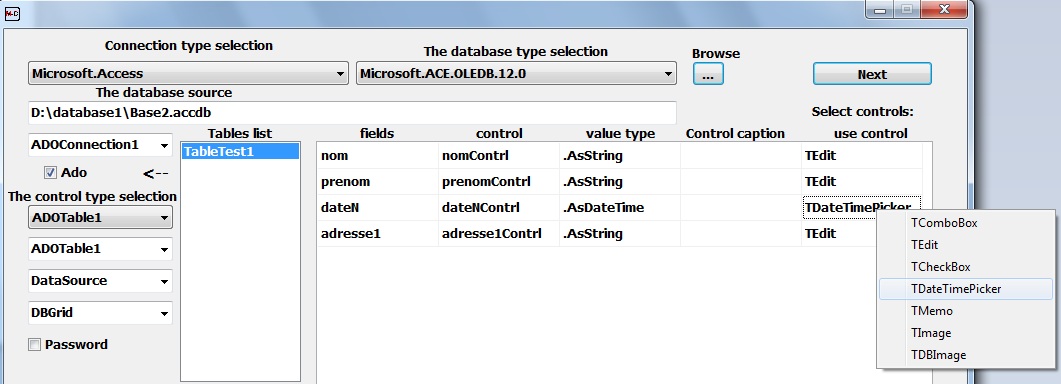 M-C
Connection type selection
The database type selection
Browse
Microsoft.Access
Microsoft.ACE.OLEDB.12.0
...
Next
The database source
D:\database1\Base2.accdb
Select controls:
Tables list
fields control value type Control caption use control
ADOConnection1
TableTest1
nom nomContrl .AsString TEdit
Ado <--
prenom prenomContrl .AsString TEdit
The control type selection
dateN dateNContrl .AsDateTime TDateTimePicker
ADOTable1
adresse1 adresse1Contrl .AsString TEdit
ADOTable1
DataSource
DBGrid
Password
TComboBox
TEdit
TCheckBox
TDateTimePicker
TMemo
TImage
TDBImage